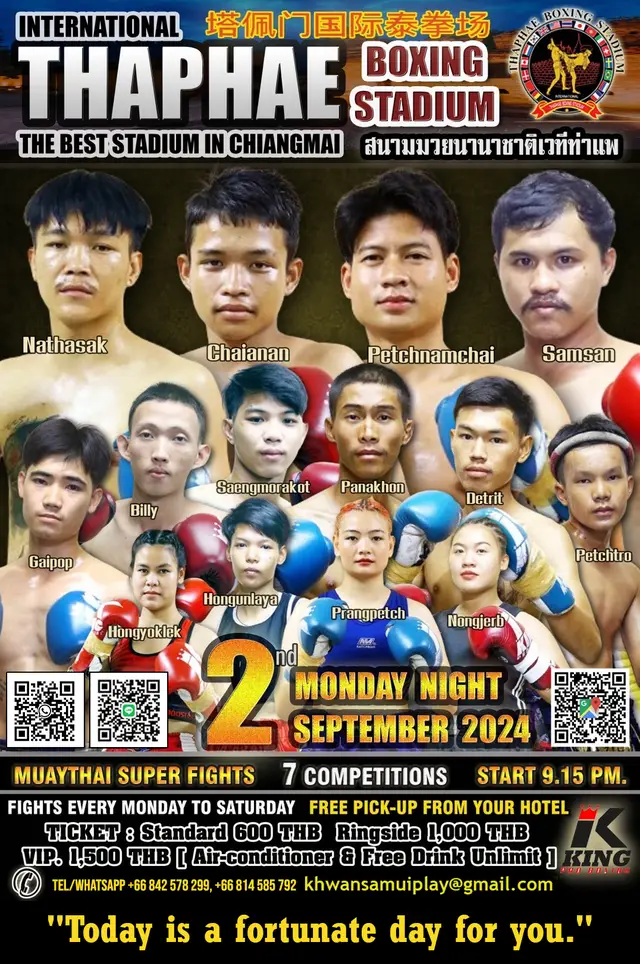 INTERNATIONAL
塔佩门国际泰拳场
THAPHAE
BOXING
STADIUM
THAPHAE BOXING STADIUM
INTERNATIONAL
THE BEST STADIUM IN CHIANGMAI
สนามมวยนานาชาติเวทีท่าแพ
Nathasak
Chaianan
Petchnamchai
Samsan
Gaipop
Billy
Saengmorakot
Panakhon
Detrit
Petchtro
Hongyoklek
Hongunlaya
Prangpetch
Nongjerb
2nd
MONDAY NIGHT
SEPTEMBER 2024
MUAYTHAI SUPER FIGHTS 7 COMPETITIONS START 9.15 PM.
FIGHTS EVERY MONDAY TO SATURDAY FREE PICK-UP FROM YOUR HOTEL
TICKET : Standard 600 THB Ringside 1,000 THB
VIP. 1,500 THB [ Air-conditioner & Free Drink Unlimit ]
K
KING
TEL/WHATSAPP +66 842 578 299, +66 814 585 792 khwansamuiplay@gmail.com
"Today is a fortunate day for you."